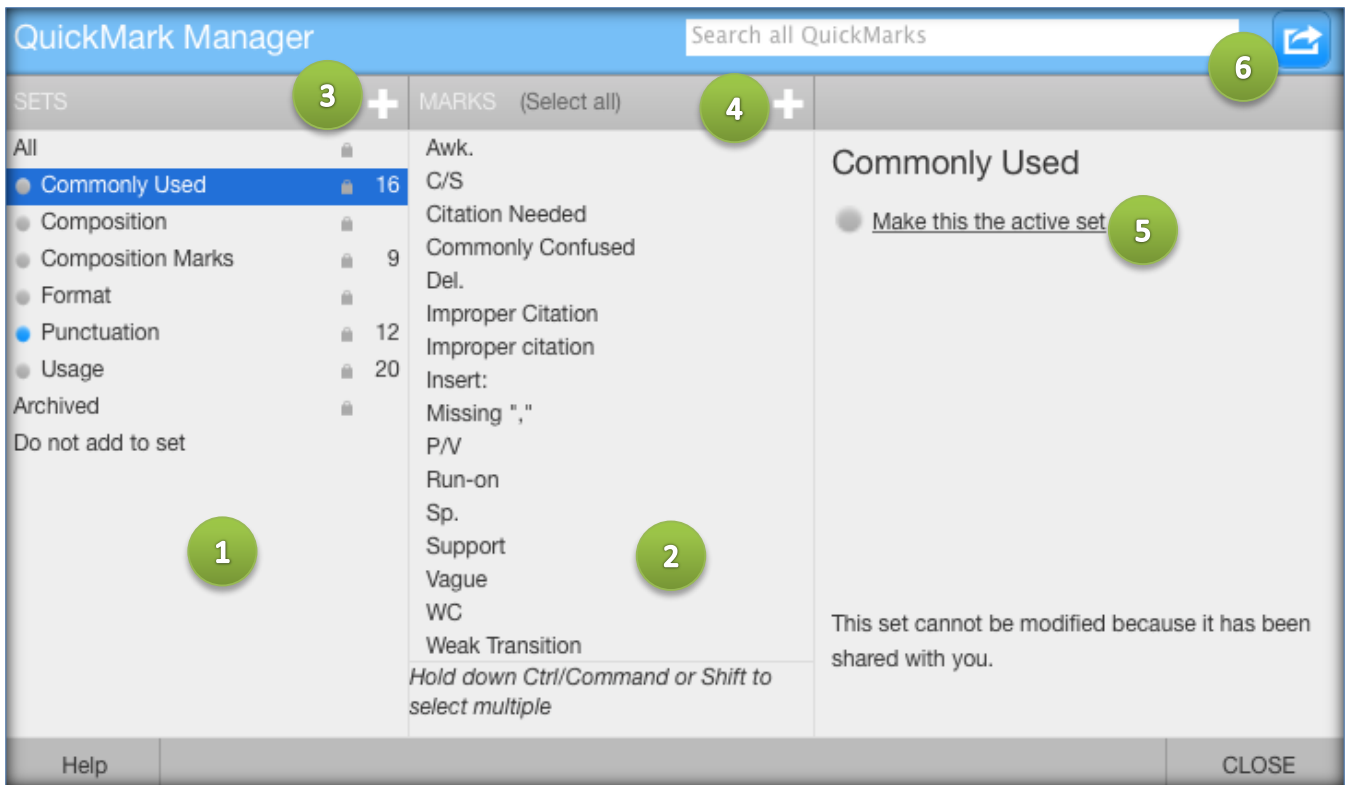 QuickMark Manager
Search all QuickMarks
6
SETS
3
MARKS (Select all)
4
All
Commonly Used 16
Composition
Composition Marks 9
Format
Punctuation 12
Usage 20
Archived
Do not add to set
1
Awk.
C/S
Citation Needed
Commonly Confused
Del.
Improper Citation
Improper citation
Insert:
Missing ","
P/V
Run-on
Sp.
Support
Vague
WC
Weak Transition
2
Hold down Ctrl/Command or Shift to
select multiple
Commonly Used
Make this the active set
5
This set cannot be modified because it has been
shared with you.
Help
CLOSE